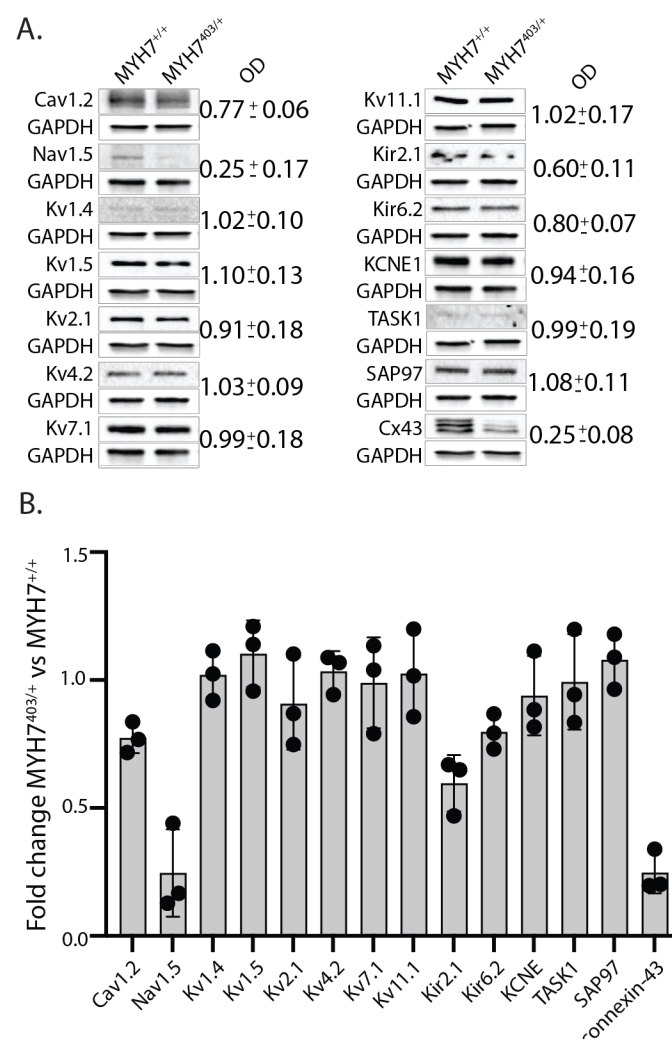 A.
MYH7+/+ MYH7403/+ OD
Cav1.2
GAPDH
0.77 ± 0.06
Nav1.5
GAPDH
0.25 ± 0.17
Kv1.4
GAPDH
1.02±0.10
Kv1.5
GAPDH
1.10±0.13
Kv2.1
GAPDH
0.91±0.18
Kv4.2
GAPDH
1.03±0.09
Kv7.1
GAPDH
0.99±0.18
MYH7+/+ MYH7403/+ OD
Kv11.1
GAPDH
1.02±0.17
Kir2.1
GAPDH
0.60±0.11
Kir6.2
GAPDH
0.80±0.07
KCNE1
GAPDH
0.94±0.16
TASK1
GAPDH
0.99±0.19
SAP97
GAPDH
1.08±0.11
Cx43
GAPDH
0.25±0.08
B.
Fold change MYH7403/+ vs MYH7+/+
1.5
1.0
0.5
0.0
Cav1.2
Nav1.5
Kv1.4
Kv1.5
Kv2.1
Kv4.2
Kv7.1
Kv11.1
Kir2.1
Kir6.2
KCNE
TASK1
SAP97
connexin-43